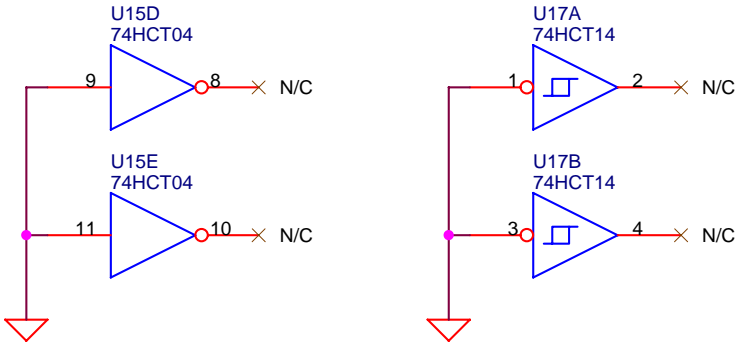 U15D
74HCT04
9
8
N/C
U15E
74HCT04
11
10
N/C
U17A
74HCT14
1
2
N/C
U17B
74HCT14
3
4
N/C